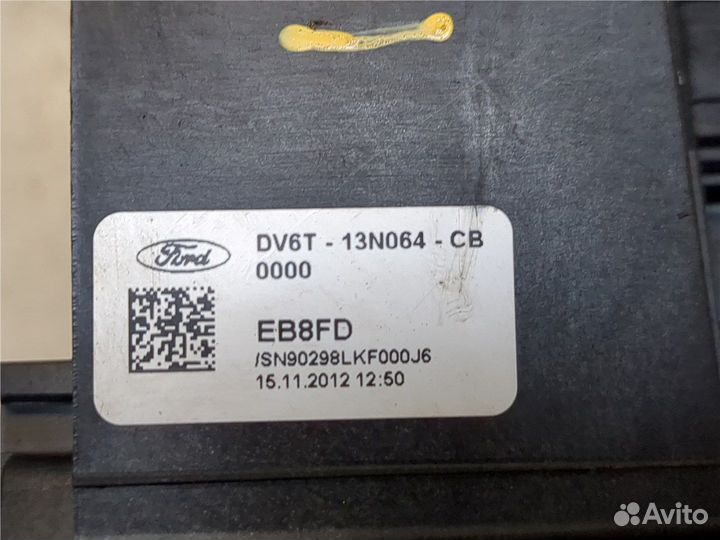 Ford
DV6T - 13N064 - CB
0000
EB8FD
/SN90298LKF000J6
15.11.2012 12:50
Avito